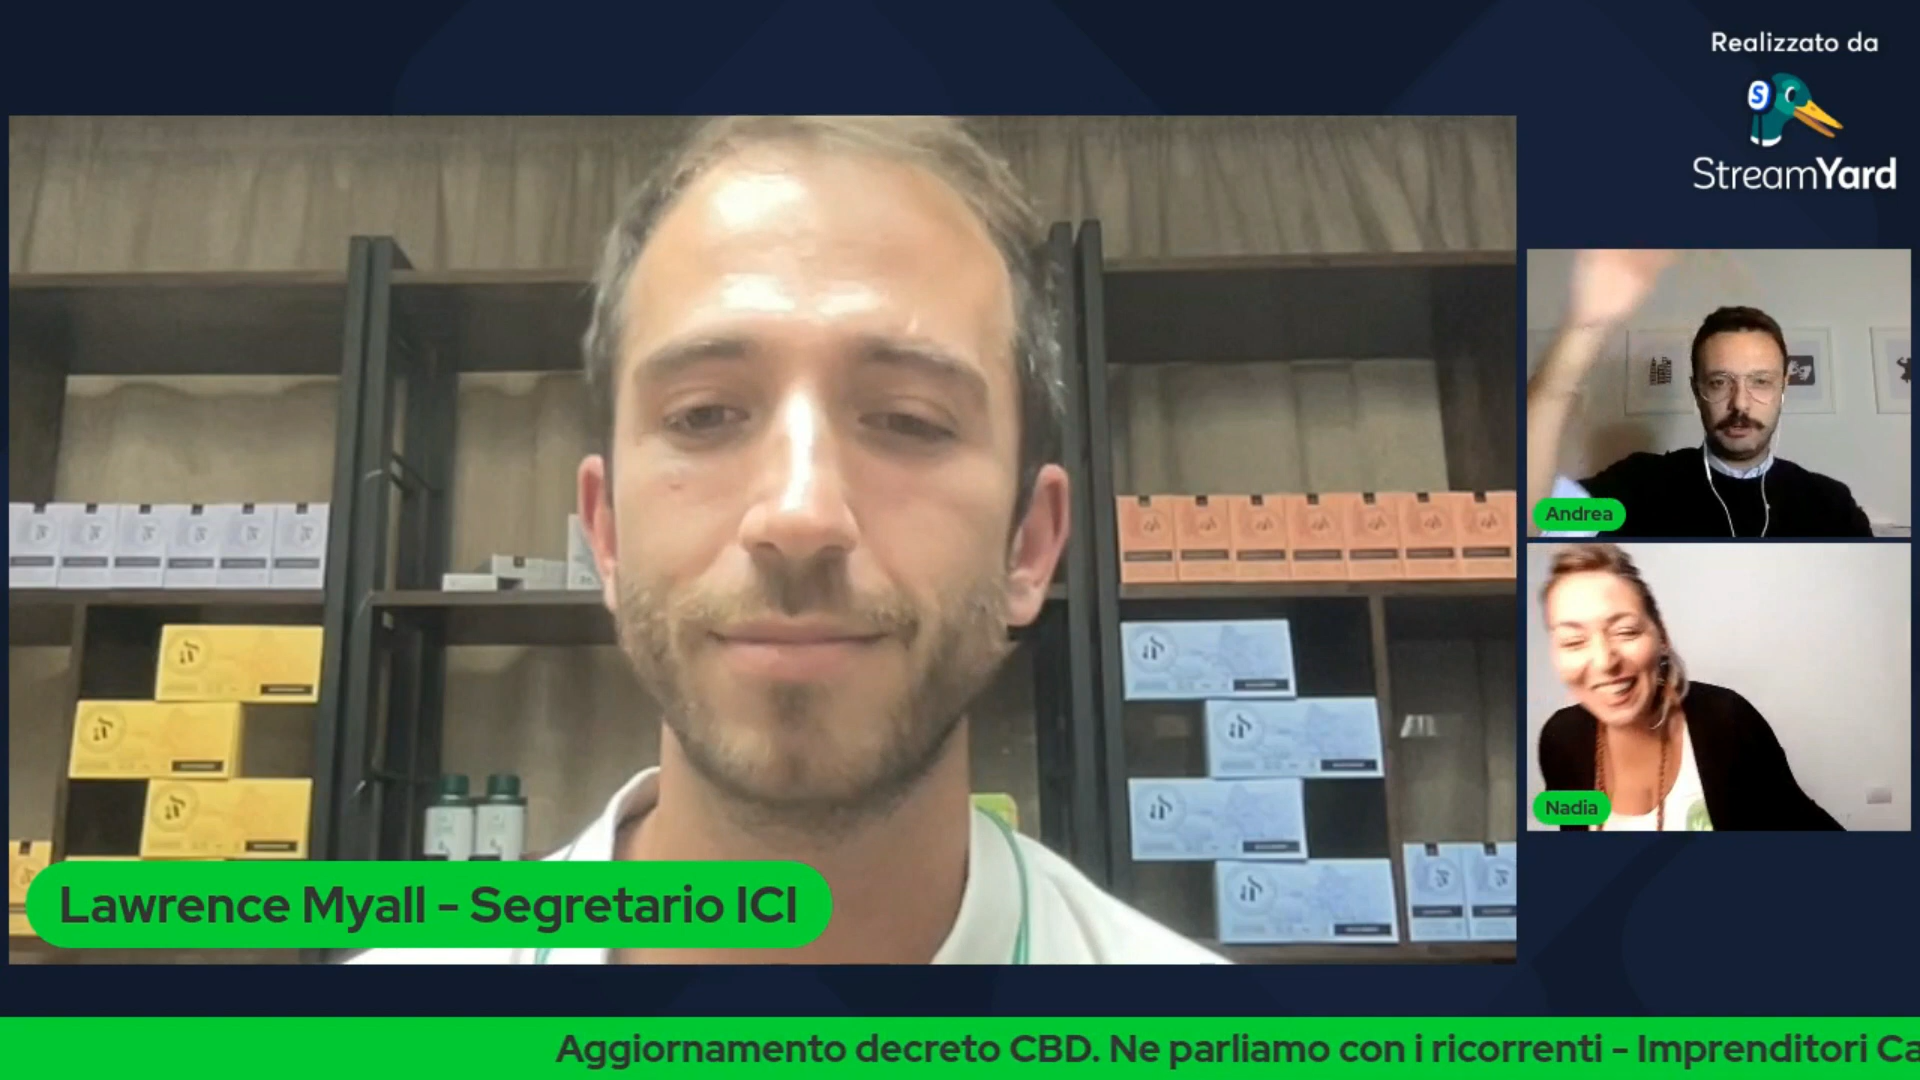 Realizzato da
StreamYard
Andrea
Nadia
Lawrence Myall - Segretario ICI
Aggiornamento decreto CBD. Ne parliamo con i ricorrenti - Imprenditori Ca